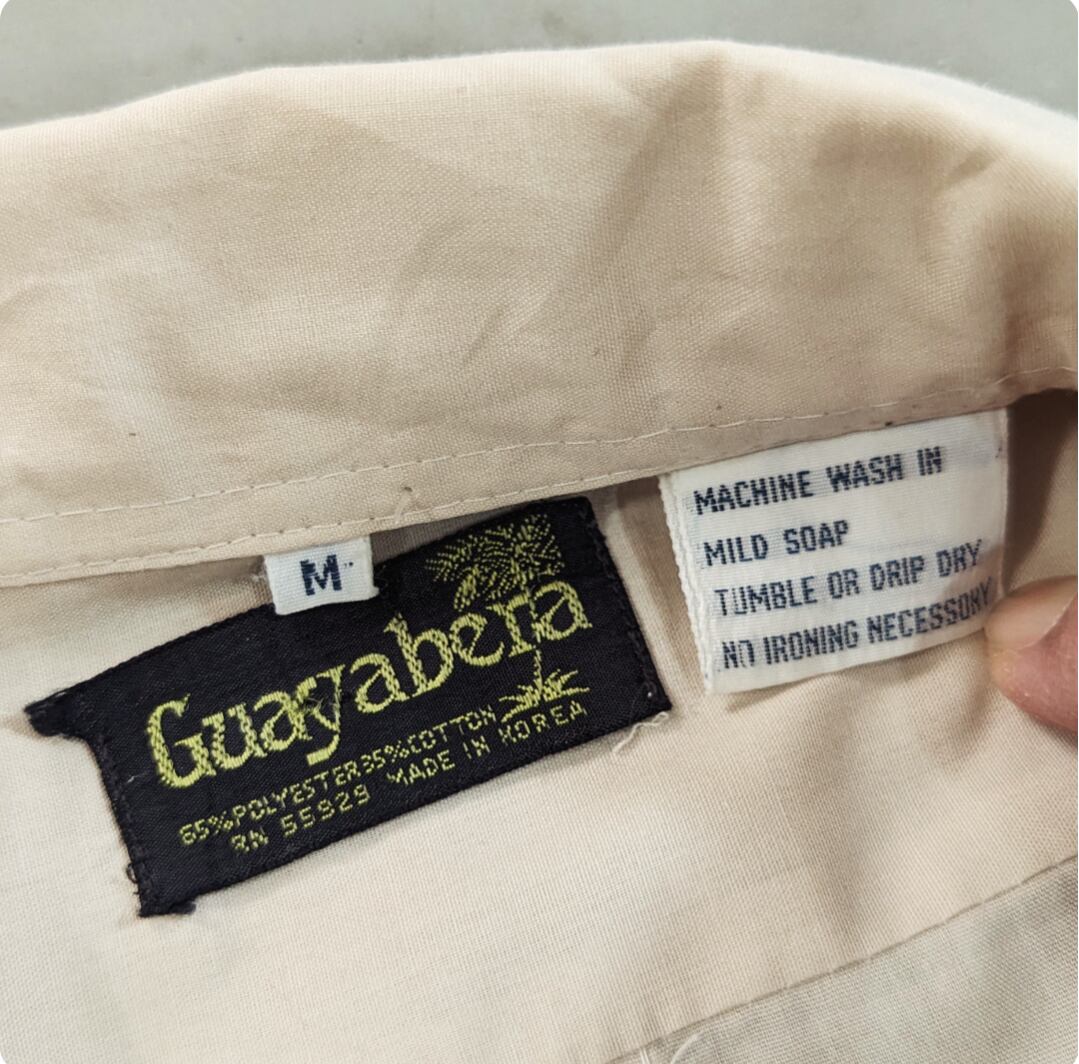 M
Guayabera
65%POLYESTER35%COTTON
MADE IN KOREA
RN 55929
MACHINE WASH IN
MILD SOAP
TUMBLE OR DRIP DRY
NO IRONING NECESSORY